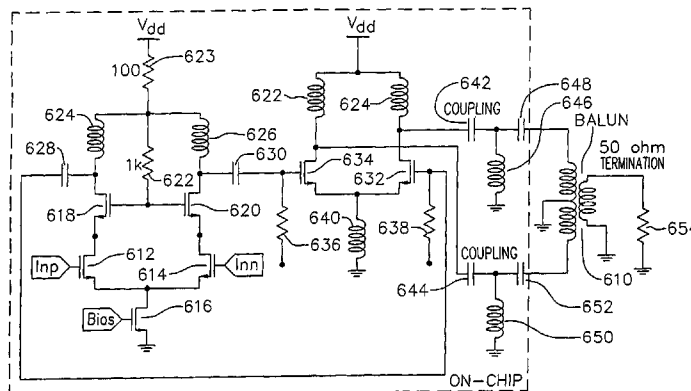 Vdd
Vdd
100
623
624
622
624
642
648
646
COUPLING
BALUN
50 ohm
TERMINATION
628
626
1k
622
630
634
632
618
620
640
636
638
654
612
614
Inp
Inn
COUPLING
610
616
644
652
Bios
650
ON-CHIP